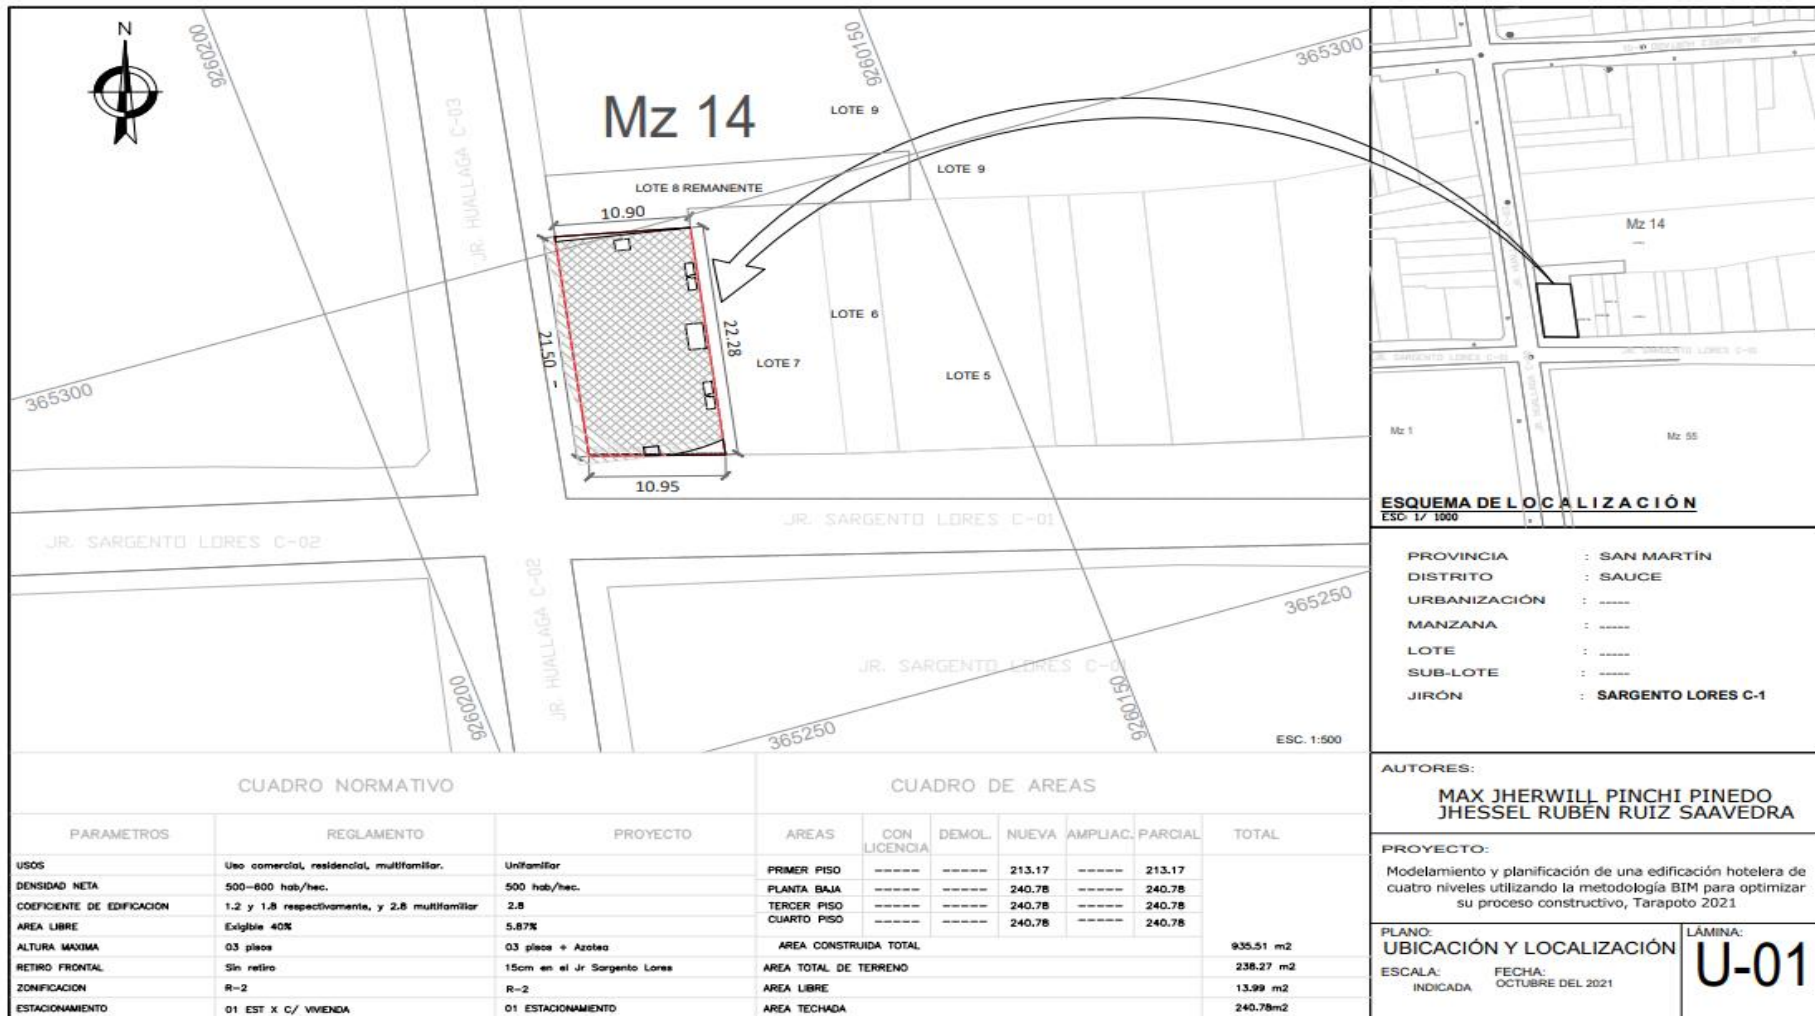 N
9260200
9260150
365300
Mz 14
LOTE 9
LOTE 9
JR. HUALLAGA C-03
LOTE 8 REMANENTE
10.90
21.50
22.28
LOTE 7
LOTE 6
LOTE 5
365300
10.95
JR. SARGENTO LORES C-02
JR. SARGENTO LORES C-01
JR. HUALLAGA C-02
JR. SARGENTO LORES C-01
365250
9260200
365250
9260150
ESC. 1:500
Mz 14
JR. SARGENTO LORES C-01
JR. SARGENTO LORES C-01
Mz 1
Mz 55
ESQUEMA DE LOCALIZACIÓN
ESC: 1/ 1000
PROVINCIA : SAN MARTÍN
DISTRITO : SAUCE
URBANIZACIÓN : -----
MANZANA : -----
LOTE : -----
SUB-LOTE : -----
JIRÓN : SARGENTO LORES C-1
CUADRO NORMATIVO
PARAMETROS REGLAMENTO PROYECTO
USOS Uso comercial, residencial, multifamiliar. Unifamiliar
DENSIDAD NETA 500-600 hab/hec. 500 hab/hec.
COEFICIENTE DE EDIFICACIÓN 1.2 y 1.8 respectivamente, y 2.8 multifamiliar 2.8
AREA LIBRE Exigible 40% 5.87%
ALTURA MAXIMA 03 pisos 03 pisos + Azotea
RETIRO FRONTAL Sin retiro 15cm en el Jr Sargento Lores
ZONIFICACION R-2 R-2
ESTACIONAMIENTO 01 EST X C/ VIVIENDA 01 ESTACIONAMIENTO
CUADRO DE AREAS
AREAS CON LICENCIA DEMOL. NUEVA AMPLIAC. PARCIAL TOTAL
PRIMER PISO ----- ----- 213.17 ----- 213.17
PLANTA BAJA ----- ----- 240.78 ----- 240.78
TERCER PISO ----- ----- 240.78 ----- 240.78
CUARTO PISO ----- ----- 240.78 ----- 240.78
AREA CONSTRUIDA TOTAL 935.51 m2
AREA TOTAL DE TERRENO 238.27 m2
AREA LIBRE 13.99 m2
AREA TECHADA 240.78m2
AUTORES:
MAX JHERWILL PINCHI PINEDO
JHESSEL RUBÉN RUIZ SAAVEDRA
PROYECTO:
Modelamiento y planificación de una edificación hotelera de
cuatro niveles utilizando la metodología BIM para optimizar
su proceso constructivo, Tarapoto 2021
PLANO:
UBICACIÓN Y LOCALIZACIÓN
ESCALA:
INDICADA
FECHA:
OCTUBRE DEL 2021
LÁMINA:
U-01